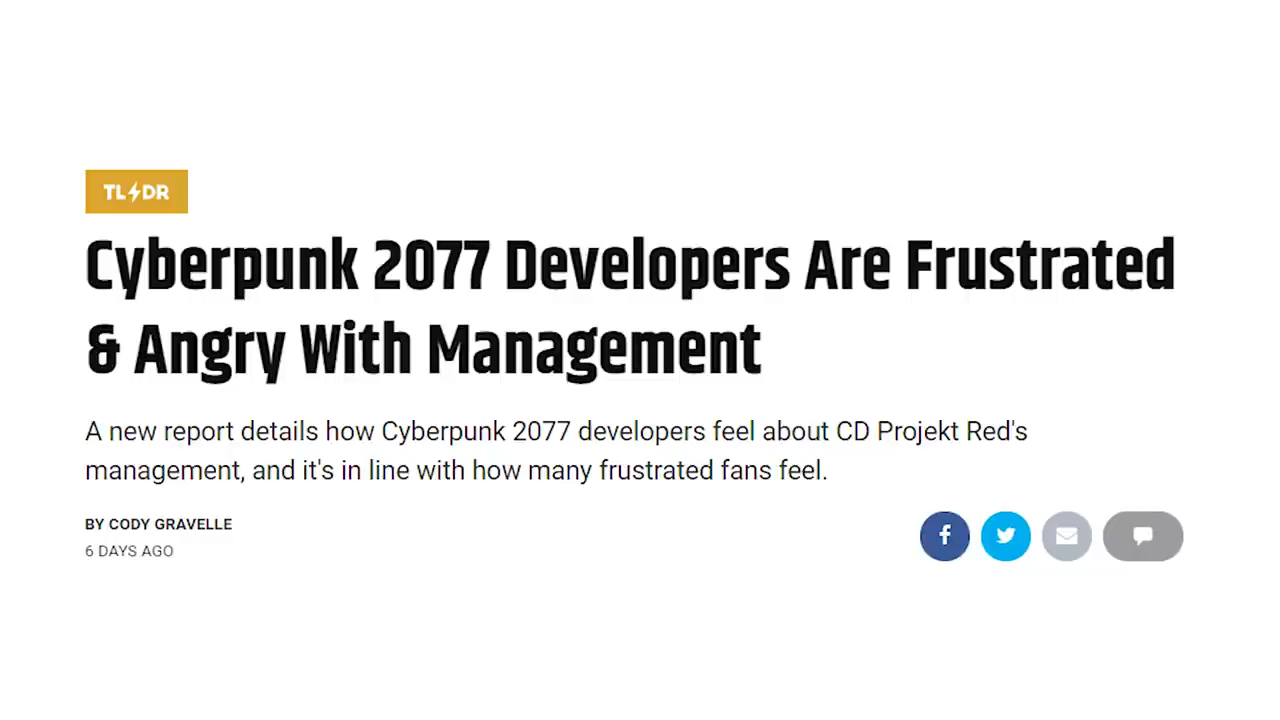 TL DR
Cyberpunk 2077 Developers Are Frustrated
& Angry With Management
A new report details how Cyberpunk 2077 developers feel about CD Projekt Red's
management, and it's in line with how many frustrated fans feel.
BY CODY GRAVELLE
6 DAYS AGO